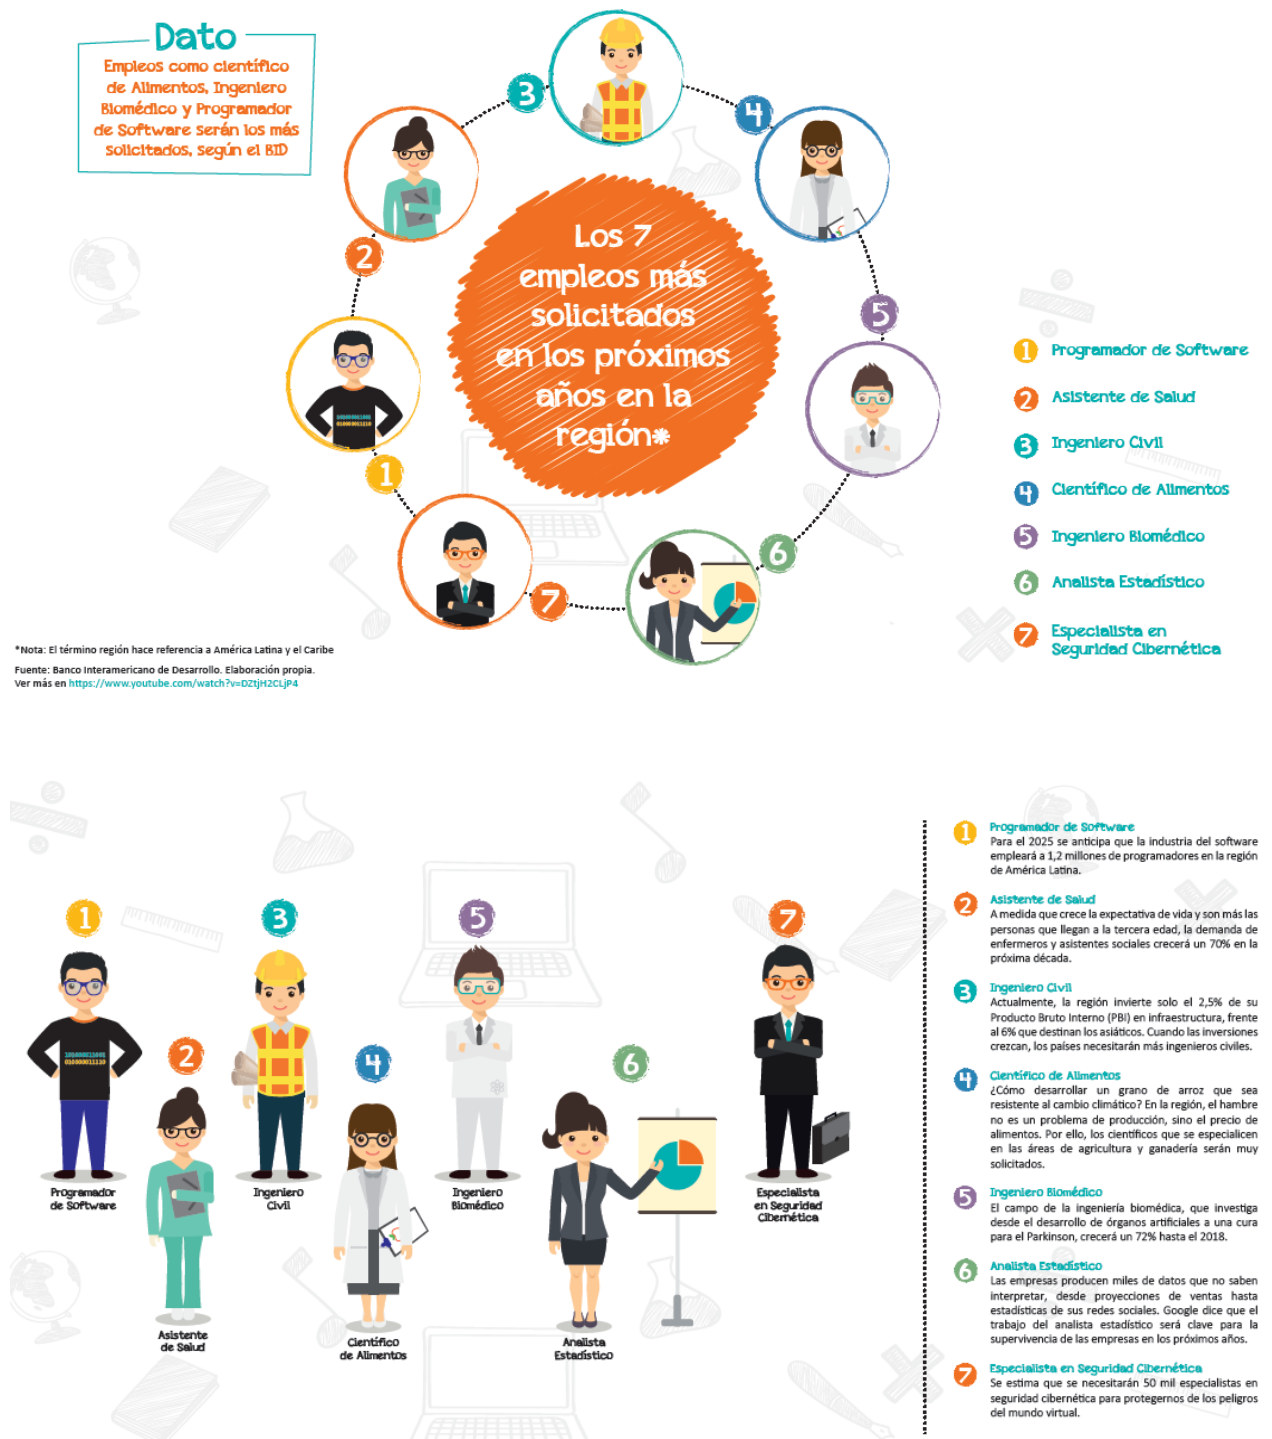 Dato
Empleos como científico
de Alimentos, Ingeniero
Biomédico y Programador
de Software serán los más
solicitados, según el BID
3
4
2
5
1
6
7
Los 7
empleos más
solicitados
en los próximos
años en la
región*
1 Programador de Software
2 Asistente de Salud
3 Ingeniero Civil
4 Científico de Alimentos
5 Ingeniero Biomédico
6 Analista Estadístico
7 Especialista en
Seguridad Cibernética
*Nota: El término región hace referencia a América Latina y el Caribe
Fuente: Banco Interamericano de Desarrollo. Elaboración propia.
Ver más en https://www.youtube.com/watch?v=DZtjH2CLjP4
1
3
5
7
2
4
6
Programador
de Software
Ingeniero
Civil
Ingeniero
Biomédico
Especialista
en Seguridad
Cibernética
Asistente
de Salud
Científico
de Alimentos
Analista
Estadístico
1 Programador de Software
Para el 2025 se anticipa que la industria del software
empleará a 1,2 millones de programadores en la región
de América Latina.
2 Asistente de Salud
A medida que crece la expectativa de vida y son más las
personas que llegan a la tercera edad, la demanda de
enfermeros y asistentes sociales crecerá un 70% en la
próxima década.
3 Ingeniero Civil
Actualmente, la región invierte solo el 2,5% de su
Producto Bruto Interno (PBI) en infraestructura, frente
al 6% que destinan los asiáticos. Cuando las inversiones
crezcan, los países necesitarán más ingenieros civiles.
4 Científico de Alimentos
¿Cómo desarrollar un grano de arroz que sea
resistente al cambio climático? En la región, el hambre
no es un problema de producción, sino el precio de
alimentos. Por ello, los científicos que se especialicen
en las áreas de agricultura y ganadería serán muy
solicitados.
5 Ingeniero Biomédico
El campo de la ingeniería biomédica, que investiga
desde el desarrollo de órganos artificiales a una cura
para el Parkinson, crecerá un 72% hasta el 2018.
6 Analista Estadístico
Las empresas producen miles de datos que no saben
interpretar, desde proyecciones de ventas hasta
estadísticas de sus redes sociales. Google dice que el
trabajo del analista estadístico será clave para la
supervivencia de las empresas en los próximos años.
7 Especialista en Seguridad Cibernética
Se estima que se necesitarán 50 mil especialistas en
seguridad cibernética para protegernos de los peligros
del mundo virtual.